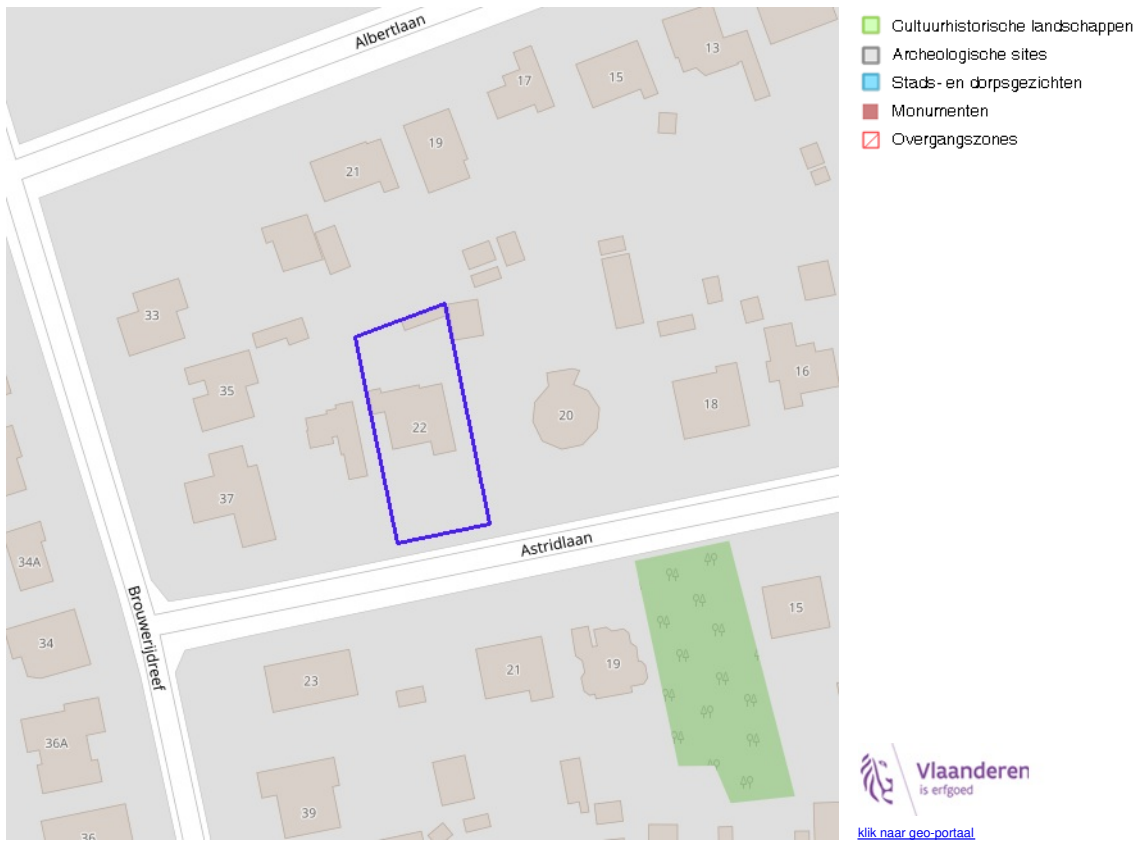 Albertlaan
13
15
17
19
21
33
35
22
20
18
16
37
Astridlaan
34A
Brouwerijdreef
34
23
21
19
15
36A
39
36
Cultuurhistorische landschappen
Archeologische sites
Stads- en dorpsgezichten
Monumenten
Overgangszones
Vlaanderen
is erfgoed
klik naar geo-portaal